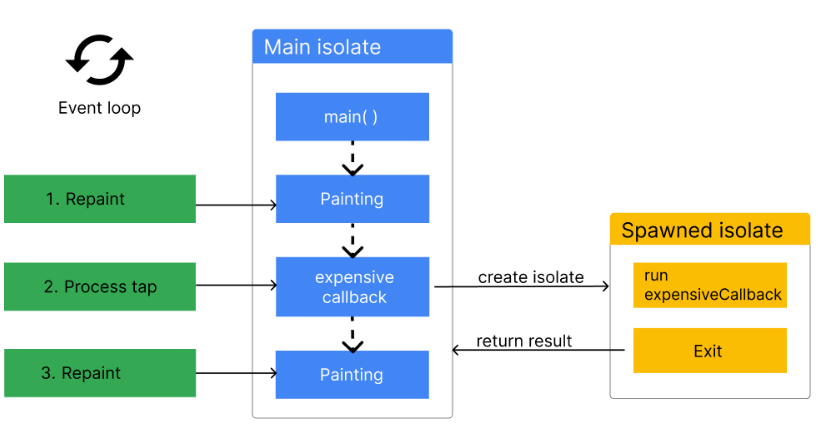 Main isolate
Event loop
main( )
1. Repaint
Painting
Spawned isolate
2. Process tap
expensive
callback
create isolate
run
expensiveCallback
return result
Exit
3. Repaint
Painting